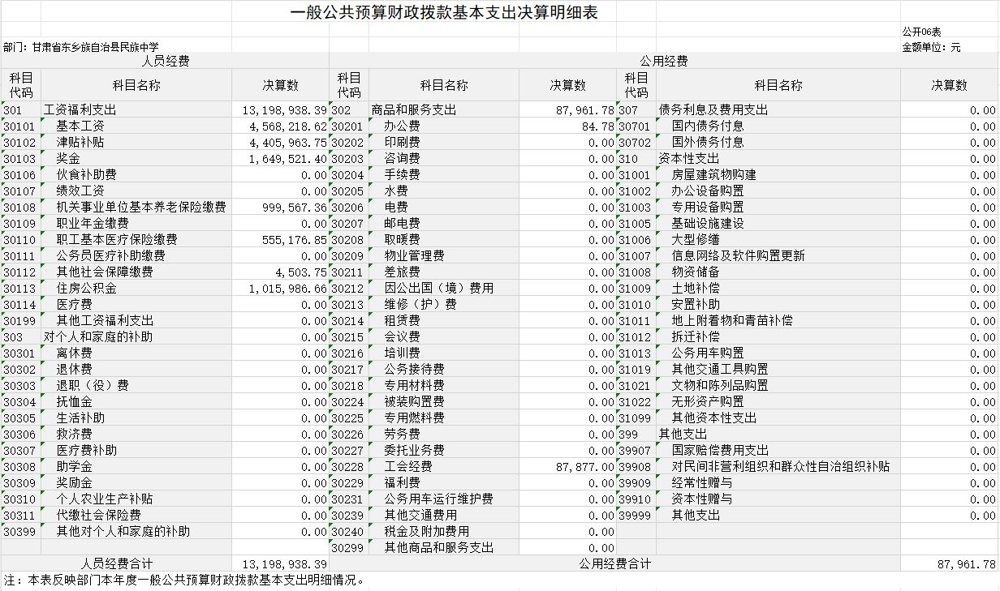 一般公共预算财政拨款基本支出决算明细表
公开06表
部门：甘肃省东乡族自治县民族中学 金额单位：元
人员经费 公用经费
科目代码 科目名称 决算数 科目代码 科目名称 决算数 科目代码 科目名称 决算数
301 工资福利支出 13,198,938.39 302 商品和服务支出 87,961.78 307 债务利息及费用支出 0.00
30101 基本工资 4,568,218.62 30201 办公费 84.78 30701 国内债务付息 0.00
30102 津贴补贴 4,405,963.75 30202 印刷费 0.00 30702 国外债务付息 0.00
30103 奖金 1,649,521.40 30203 咨询费 0.00 310 资本性支出 0.00
30106 伙食补助费 0.00 30204 手续费 0.00 31001 房屋建筑物购建 0.00
30107 绩效工资 0.00 30205 水费 0.00 31002 办公设备购置 0.00
30108 机关事业单位基本养老保险缴费 999,567.36 30206 电费 0.00 31003 专用设备购置 0.00
30109 职业年金缴费 0.00 30207 邮电费 0.00 31005 基础设施建设 0.00
30110 职工基本医疗保险缴费 555,176.85 30208 取暖费 0.00 31006 大型修缮 0.00
30111 公务员医疗补助缴费 0.00 30209 物业管理费 0.00 31007 信息网络及软件购置更新 0.00
30112 其他社会保障缴费 4,503.75 30211 差旅费 0.00 31008 物资储备 0.00
30113 住房公积金 1,015,986.66 30212 因公出国（境）费用 0.00 31009 土地补偿 0.00
30114 医疗费 0.00 30213 维修（护）费 0.00 31010 安置补助 0.00
30199 其他工资福利支出 0.00 30214 租赁费 0.00 31011 地上附着物和青苗补偿 0.00
303 对个人和家庭的补助 0.00 30215 会议费 0.00 31012 拆迁补偿 0.00
30301 离休费 0.00 30216 培训费 0.00 31013 公务用车购置 0.00
30302 退休费 0.00 30217 公务接待费 0.00 31019 其他交通工具购置 0.00
30303 退职（役）费 0.00 30218 专用材料费 0.00 31021 文物和陈列品购置 0.00
30304 抚恤金 0.00 30224 被装购置费 0.00 31022 无形资产购置 0.00
30305 生活补助 0.00 30225 专用燃料费 0.00 31099 其他资本性支出 0.00
30306 救济费 0.00 30226 劳务费 0.00 399 其他支出 0.00
30307 医疗费补助 0.00 30227 委托业务费 0.00 39907 国家赔偿费用支出 0.00
30308 助学金 0.00 30228 工会经费 87,877.00 39908 对民间非营利组织和群众性自治组织补贴 0.00
30309 奖励金 0.00 30229 福利费 0.00 39909 经常性赠与 0.00
30310 个人农业生产补贴 0.00 30231 公务用车运行维护费 0.00 39910 资本性赠与 0.00
30311 代缴社会保险费 0.00 30239 其他交通费用 0.00 39999 其他支出 0.00
30399 其他对个人和家庭的补助 0.00 30240 税金及附加费用 0.00
30299 其他商品和服务支出 0.00
人员经费合计 13,198,938.39 公用经费合计 87,961.78
注：本表反映部门本年度一般公共预算财政拨款基本支出明细情况。